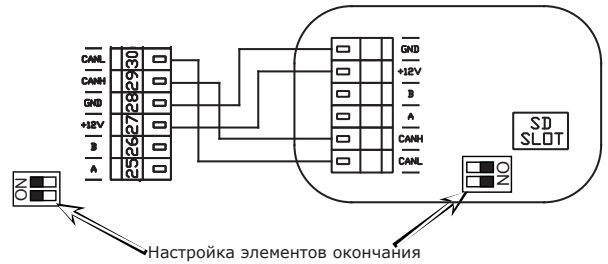 CANL 30
CANH 29
GND 28
+12V 27
B 26
A 25
GND
+12V
B
A
CANH
CANL
SD
SLOT
ON
ON
Настройка элементов окончания